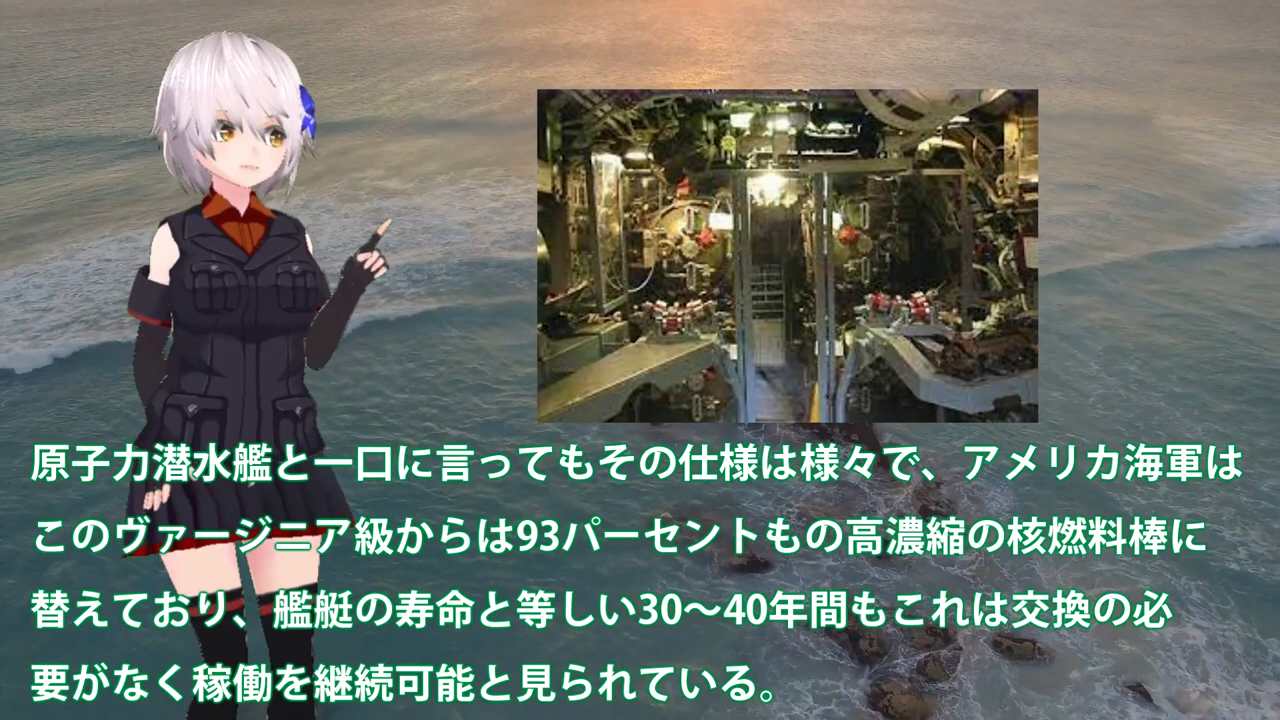 原子力潜水艦と一口に言ってもその仕様は様々で、アメリカ海軍は
このヴァージニア級からは93パーセントもの高濃縮の核燃料棒に
替えており、艦艇の寿命と等しい30～40年間もこれは交換の必
要がなく稼働を継続可能と見られている。